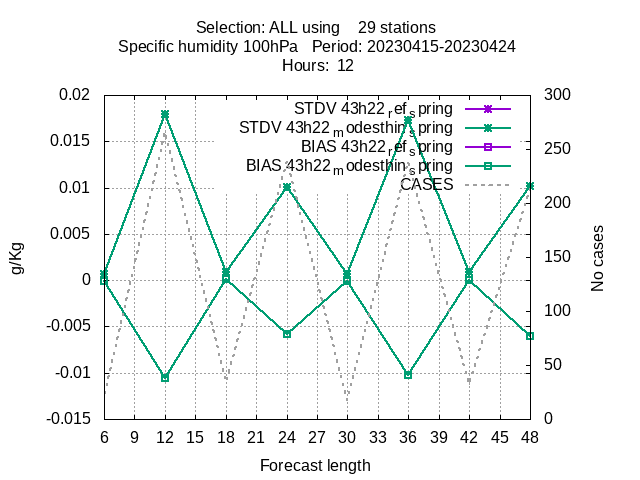 Selection: ALL using    29 stations
Specific humidity 100hPa   Period: 20230415-20230424
Hours:  12
STDV 43h22_ref_spring
STDV 43h22_modesthin_spring
BIAS 43h22_ref_spring
BIAS 43h22_modesthin_spring
CASES
0.02
0.015
0.01
0.005
0
-0.005
-0.01
-0.015
g/Kg
300
250
200
150
100
50
0
No cases
6 9 12 15 18 21 24 27 30 33 36 39 42 45 48
Forecast length